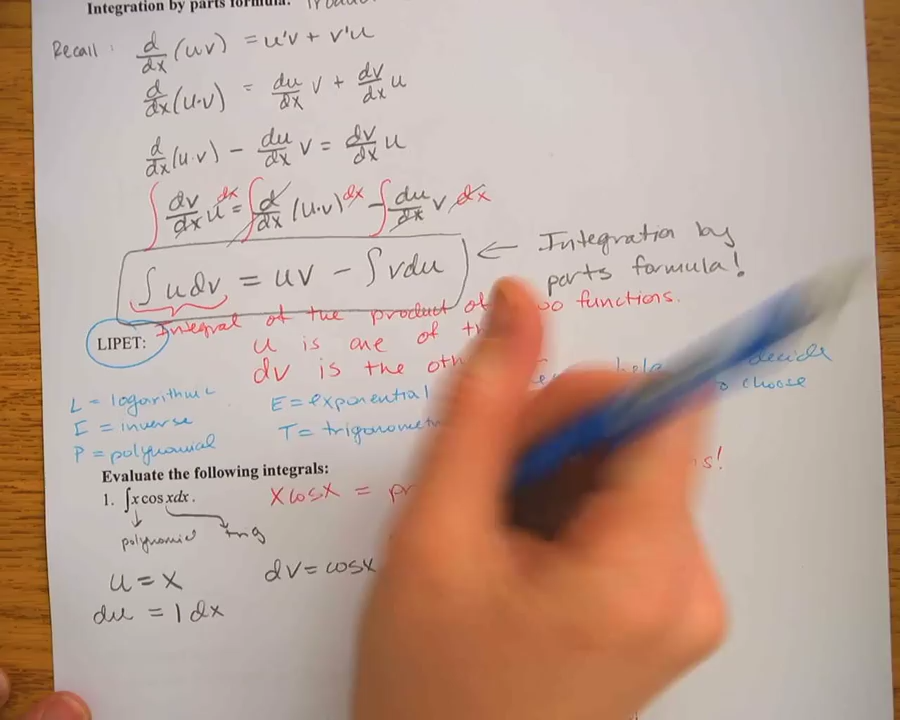 Integration by parts formula:
Recall: d/dx (uv) = u'v + v'u
d/dx (u·v) = du/dx v + dv/dx u
d/dx (u·v) - du/dx v = dv/dx u
∫ dv/dx u dx = ∫ d/dx (u·v) dx - ∫ du/dx v dx
∫ u dv = uv - ∫ v du ← Integration by parts formula!
Integral of the product of functions.
LIPET: u is one of
dv is the
decide
L = logarithmic E = exponential choose
I = inverse
P = polynomial
Evaluate the following integrals:
1. ∫ x cos x dx. x cos x =
polynomial trig
u = x dv = cos x
du = 1 dx